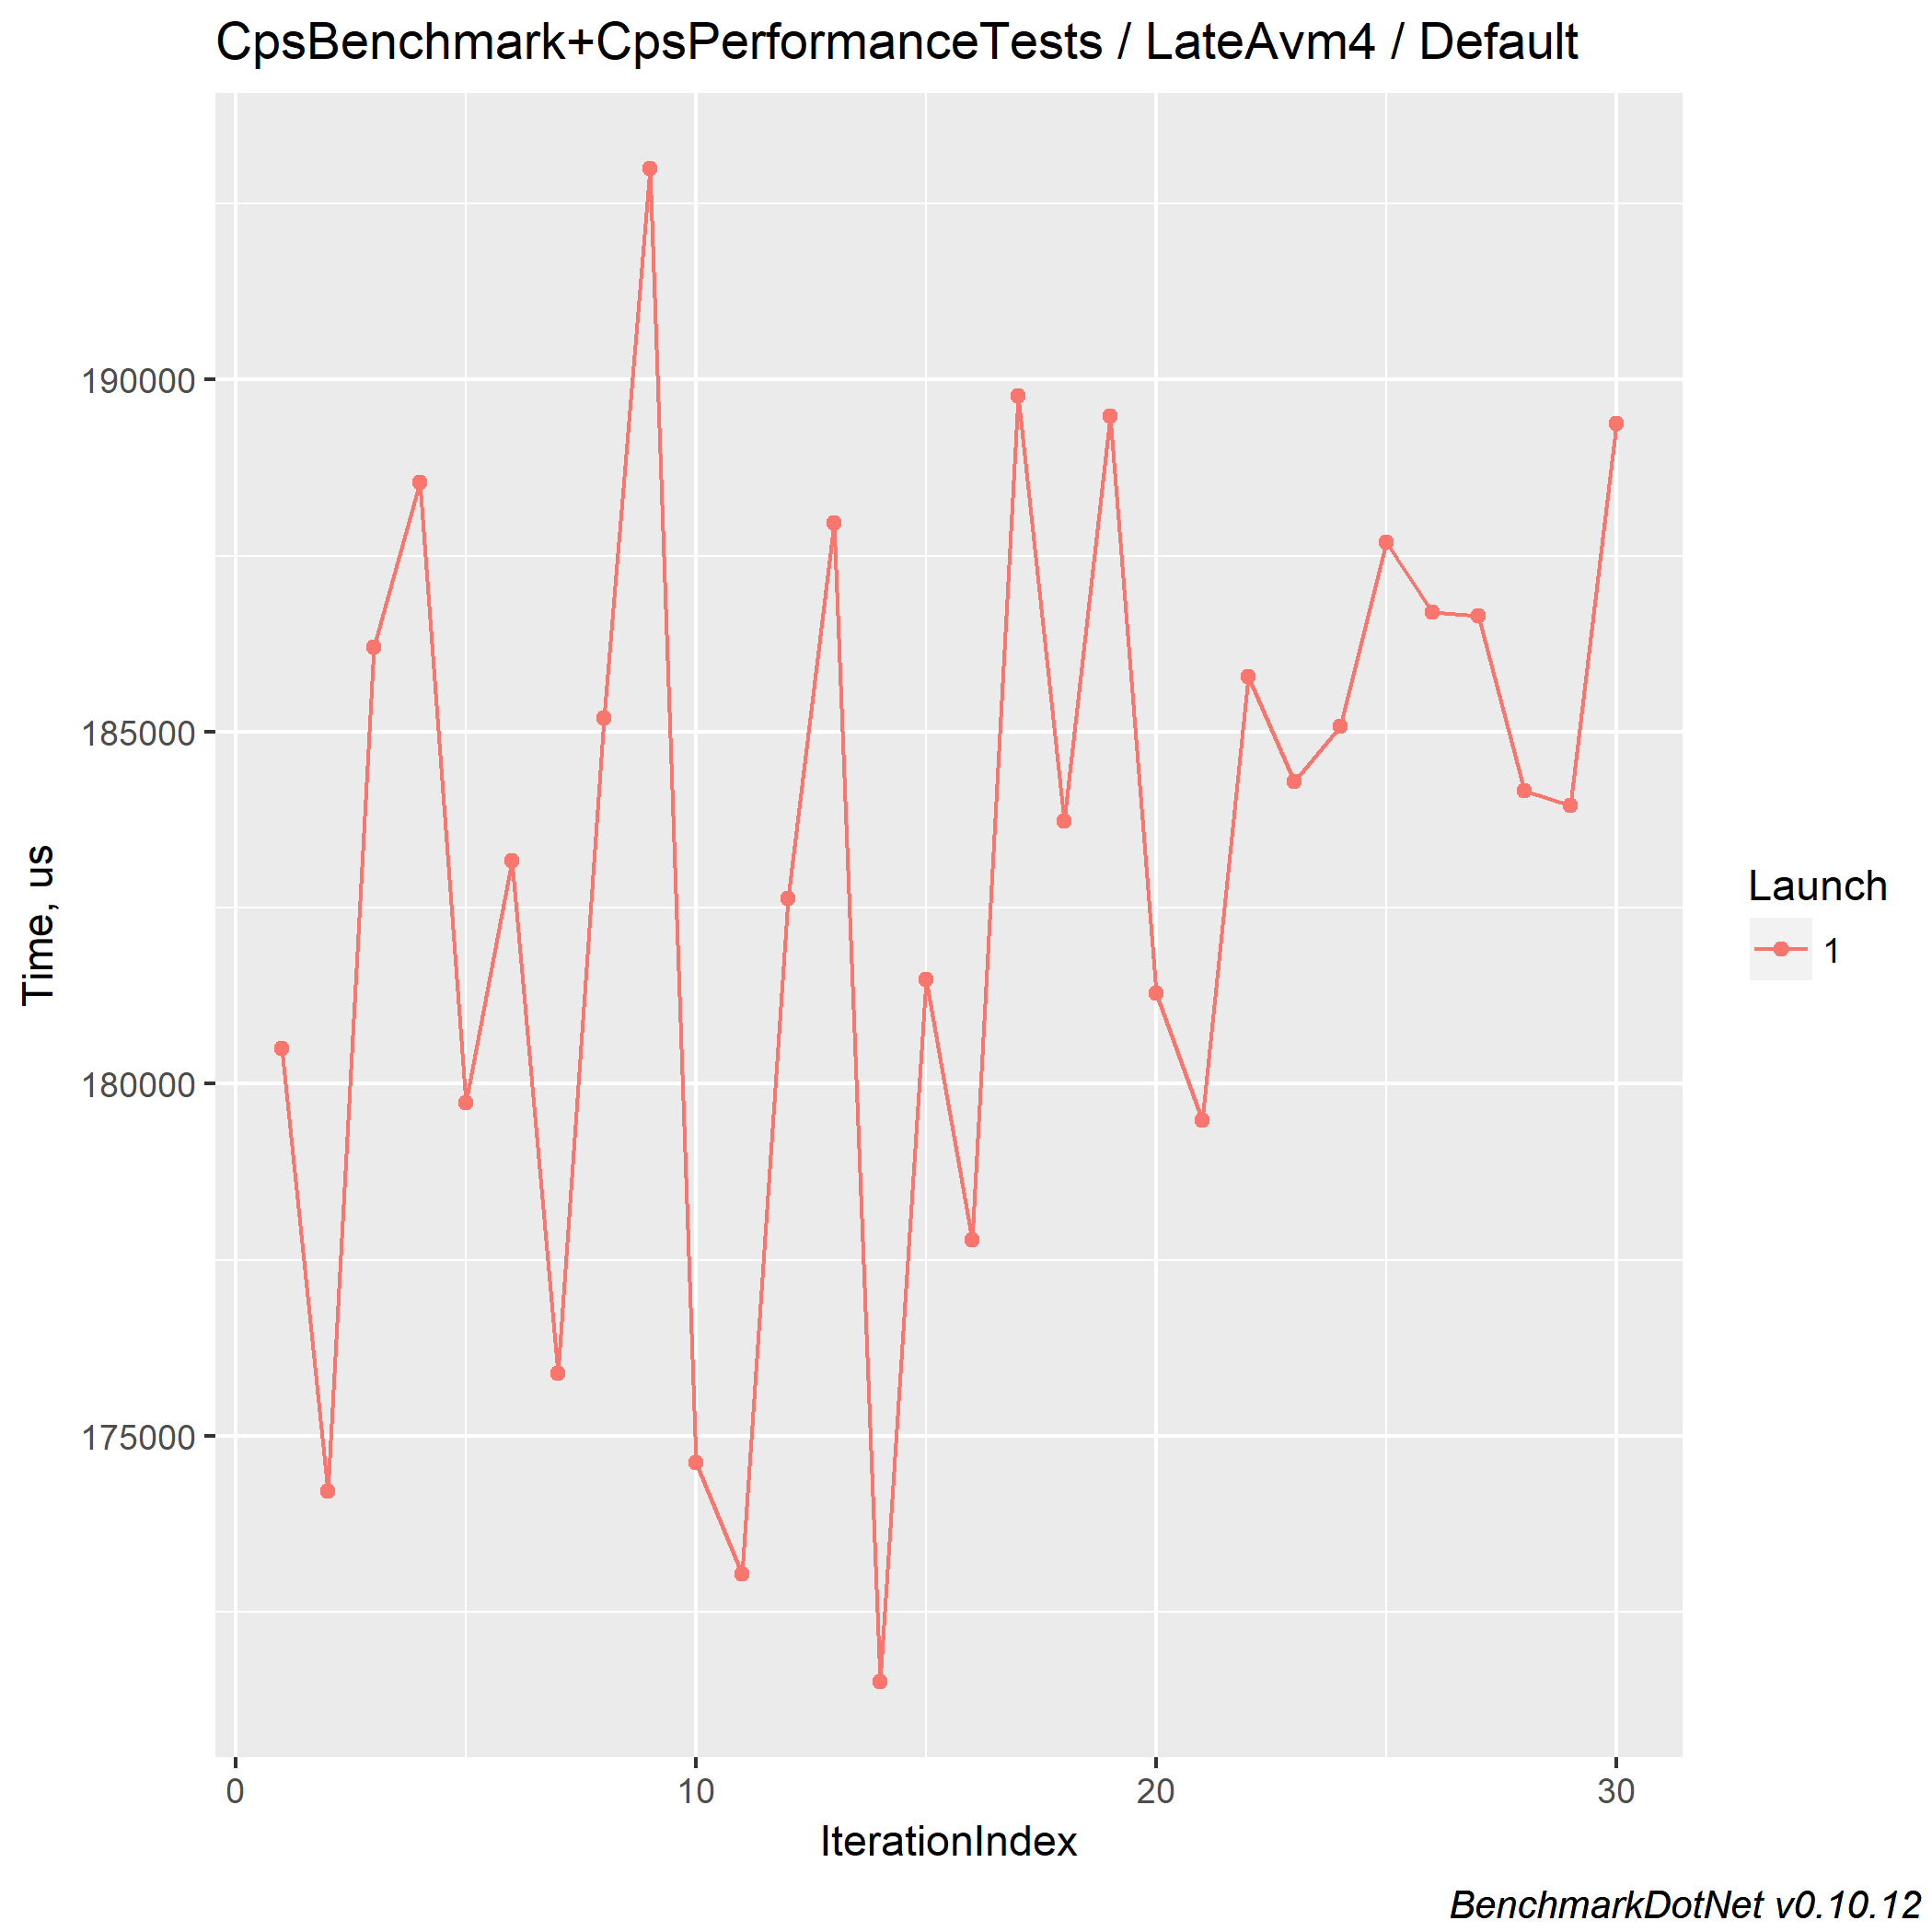 CpsBenchmark+CpsPerformanceTests / LateAvm4 / Default
190000
185000
180000
175000
Time, us
0 10 20 30
IterationIndex
Launch
1
BenchmarkDotNet v0.10.12